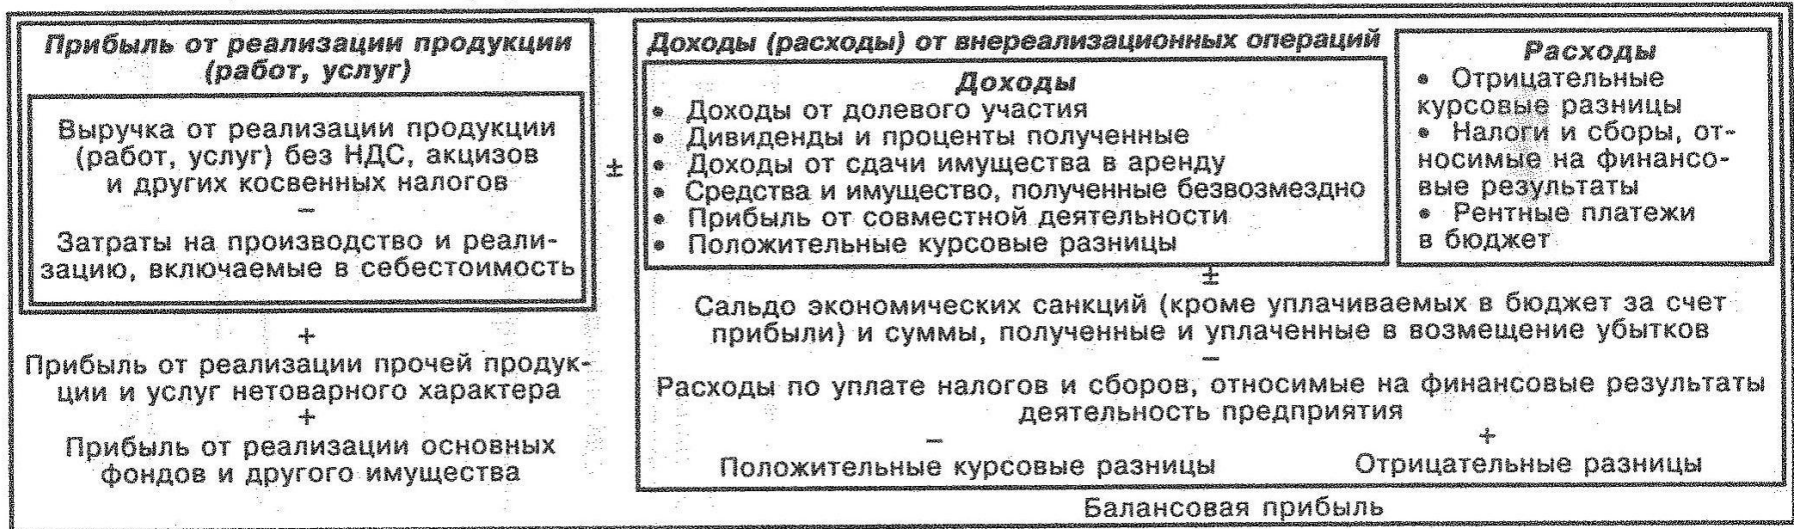 Прибыль от реализации продукции
(работ, услуг)
Выручка от реализации продукции
(работ, услуг) без НДС, акцизов
и других косвенных налогов
–
Затраты на производство и реали-
зацию, включаемые в себестоимость
+
Прибыль от реализации прочей продук-
ции и услуг нетоварного характера
+
Прибыль от реализации основных
фондов и другого имущества
±
Доходы (расходы) от внереализационных операций
Доходы
• Доходы от долевого участия
• Дивиденды и проценты полученные
• Доходы от сдачи имущества в аренду
• Средства и имущество, полученные безвозмездно
• Прибыль от совместной деятельности
• Положительные курсовые разницы
Расходы
• Отрицательные
курсовые разницы
• Налоги и сборы, от-
носимые на финансо-
вые результаты
• Рентные платежи
в бюджет
±
Сальдо экономических санкций (кроме уплачиваемых в бюджет за счет
прибыли) и суммы, полученные и уплаченные в возмещение убытков
–
Расходы по уплате налогов и сборов, относимые на финансовые результаты
деятельность предприятия
– +
Положительные курсовые разницы Отрицательные разницы
Балансовая прибыль